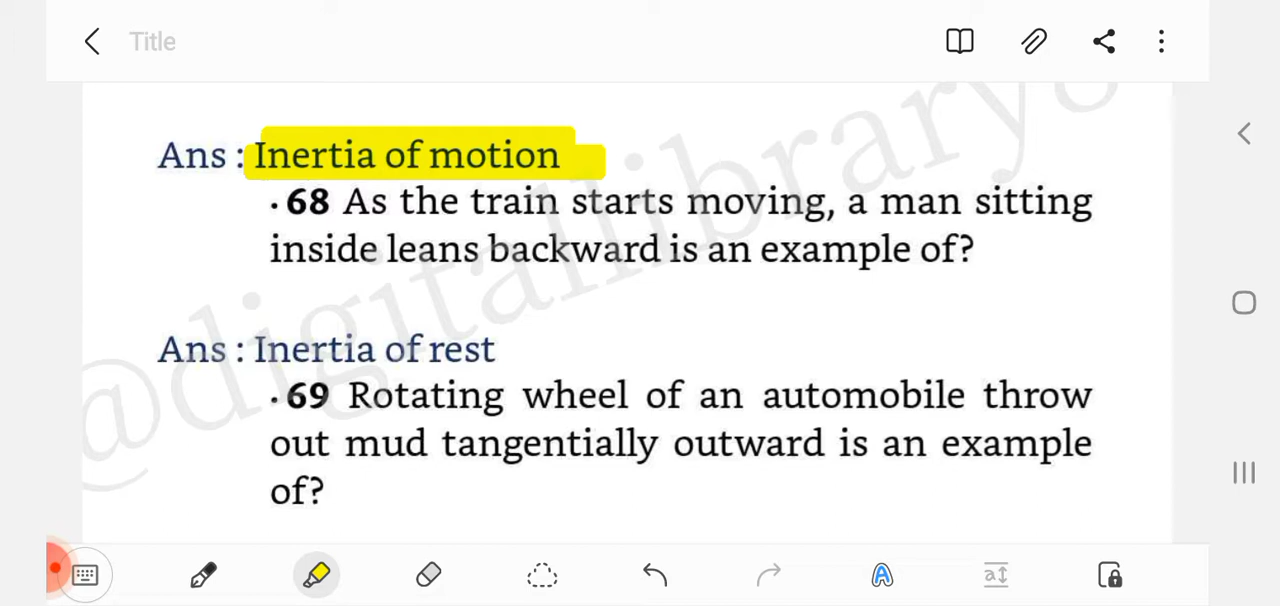 Title
Ans : Inertia of motion
· 68 As the train starts moving, a man sitting
inside leans backward is an example of?
Ans : Inertia of rest
· 69 Rotating wheel of an automobile throw
out mud tangentially outward is an example
of?
@digitallibrary